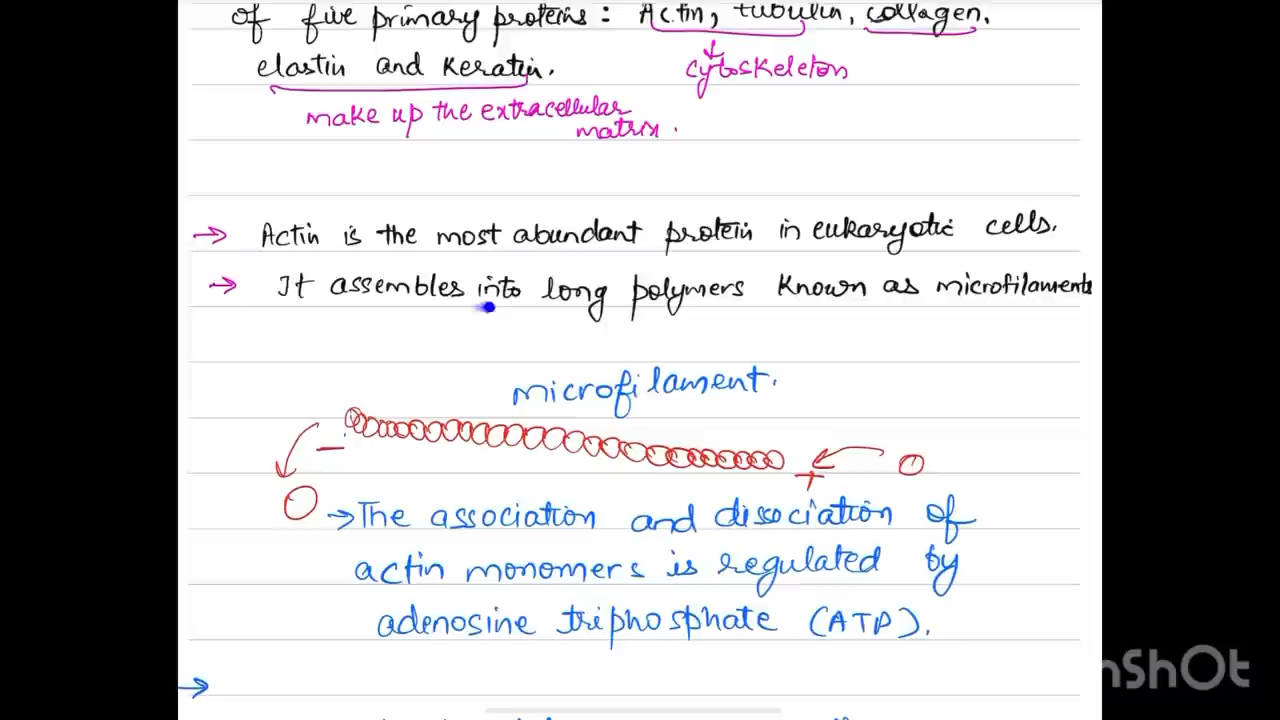 of five primary proteins: Actin, tubulin, collagen,
elastin and Keratin.
cytoskeleton
make up the extracellular
matrix.
→ Actin is the most abundant protein in eukaryotic cells.
→ It assembles into long polymers known as microfilaments
microfilament.
−
+
→ The association and dissociation of
actin monomers is regulated by
adenosine triphosphate (ATP).
→
nShOt